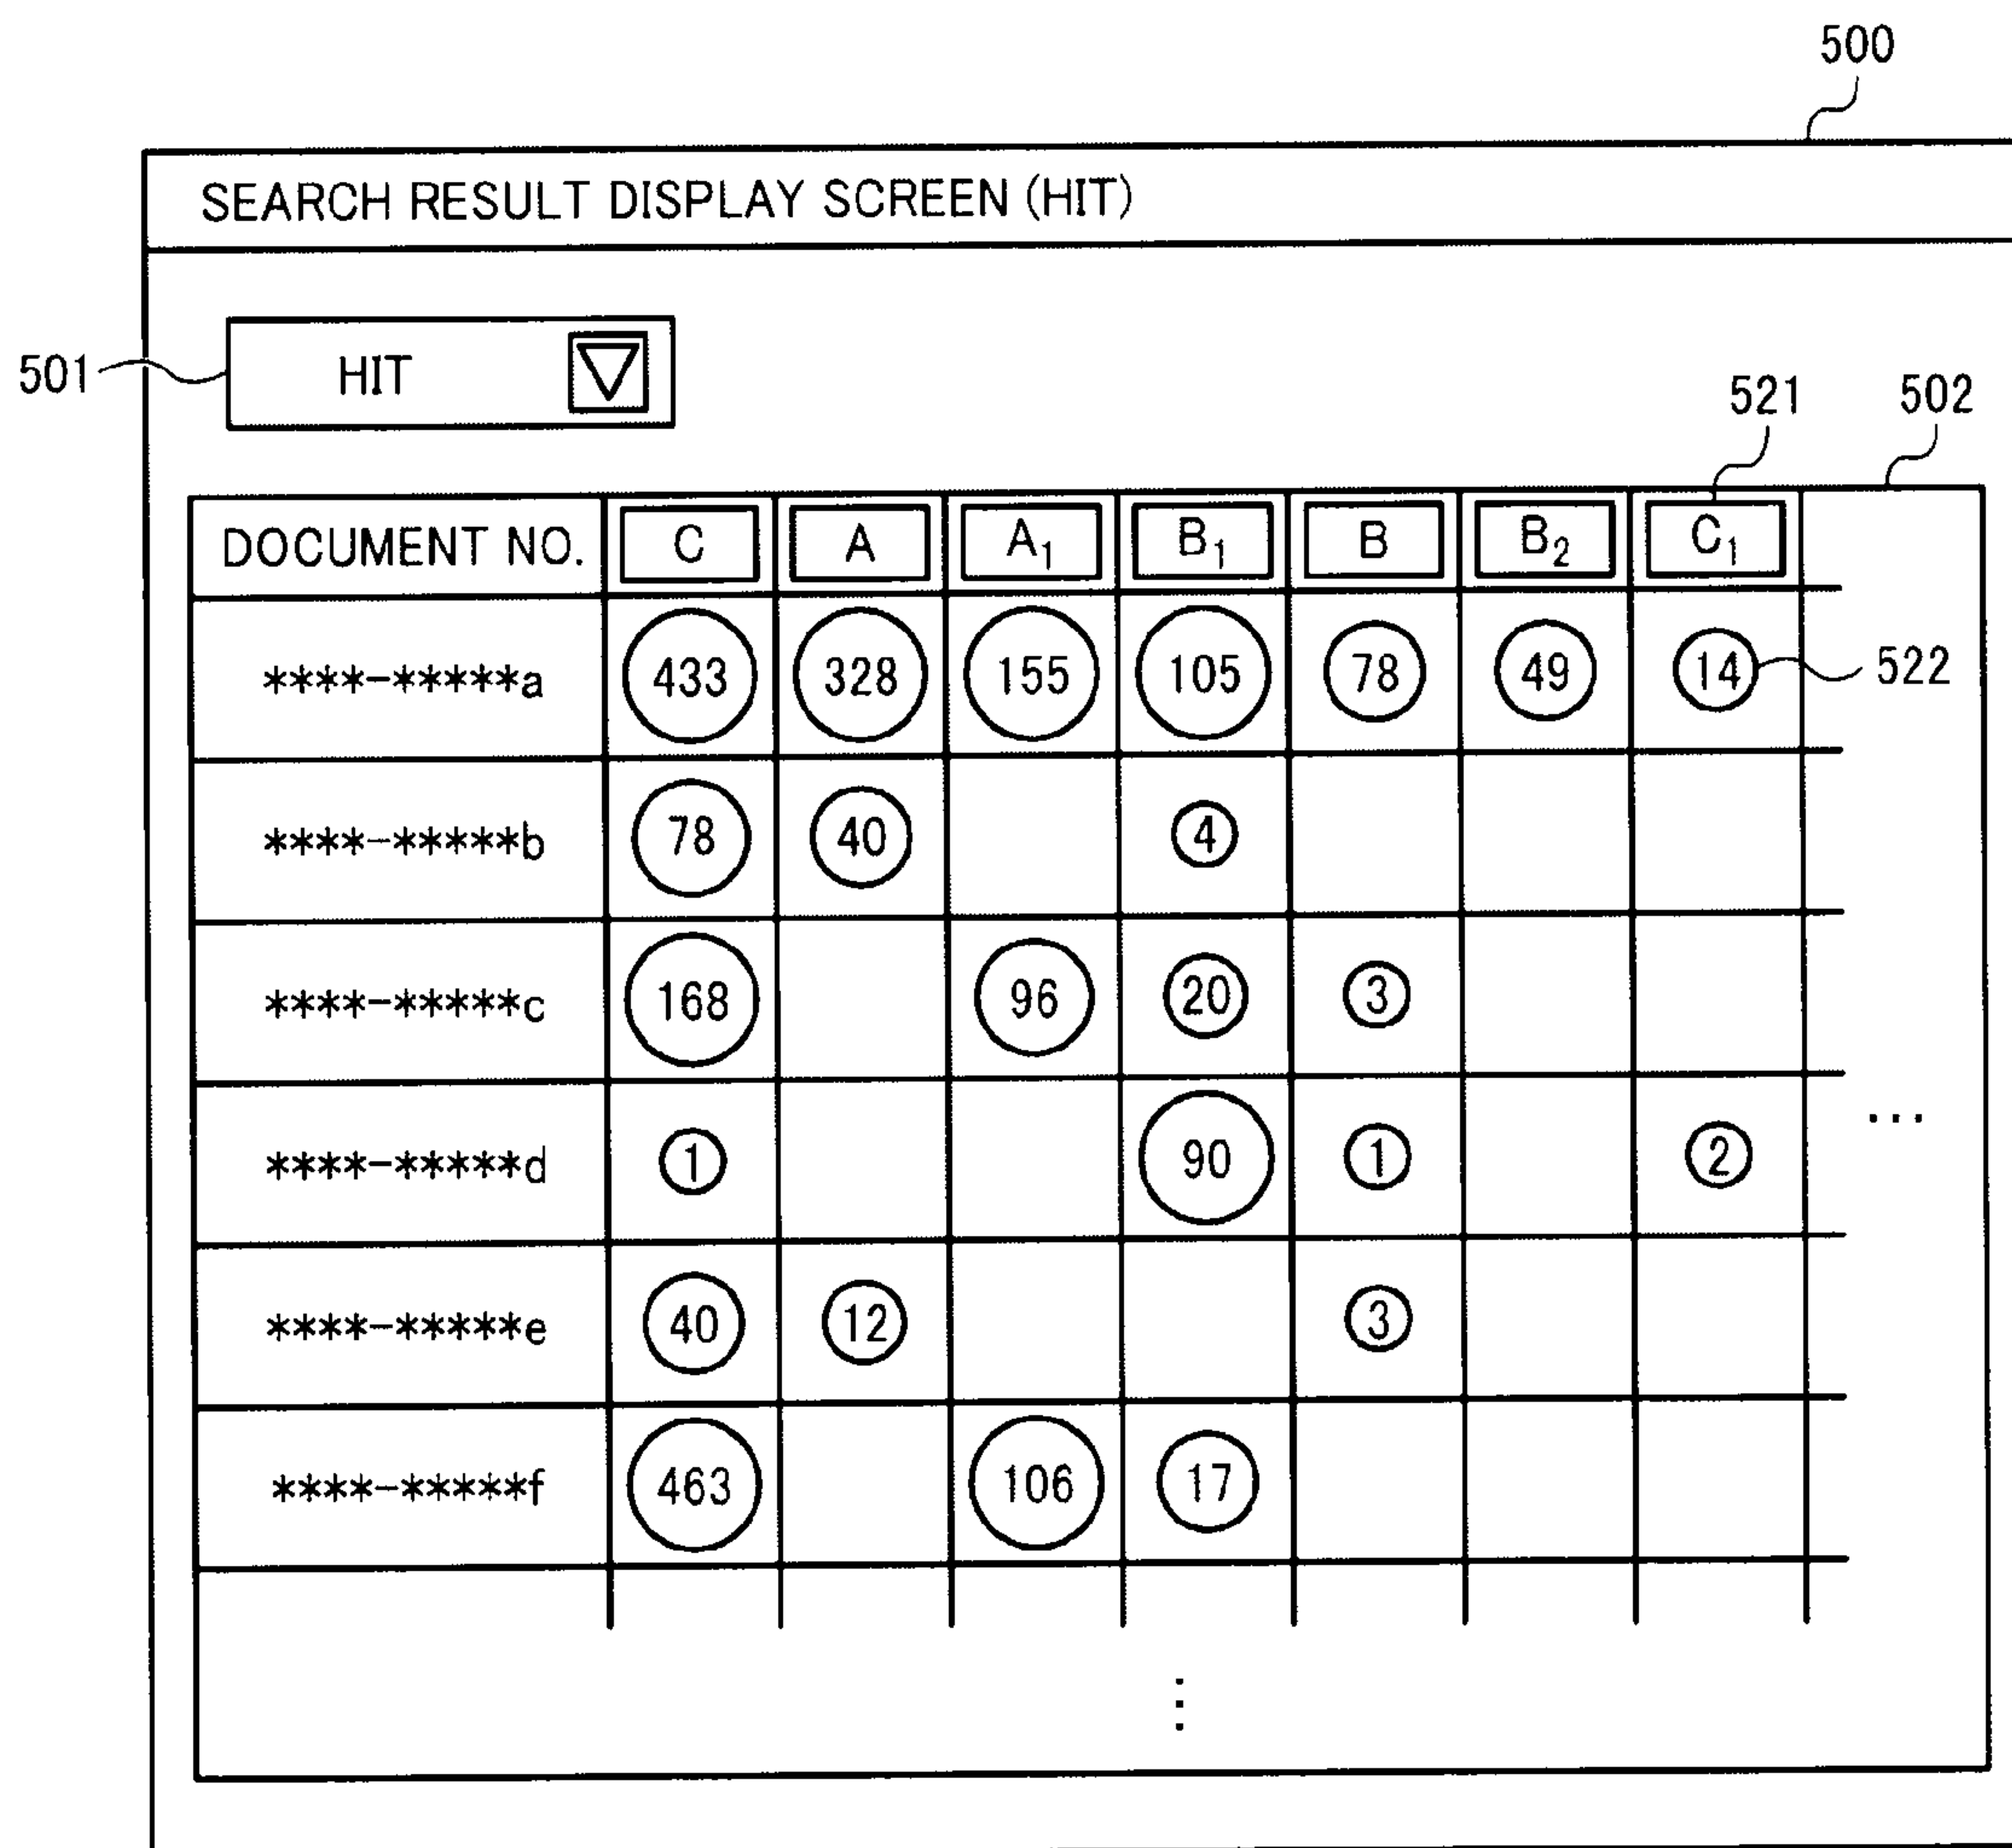 500
SEARCH RESULT DISPLAY SCREEN (HIT)
501 HIT
521 502
DOCUMENT NO. C A A₁ B₁ B B₂ C₁
****-*****a 433 328 155 105 78 49 14 522
****-*****b 78 40 4
****-*****c 168 96 20 3
****-*****d 1 90 1 2 ...
****-*****e 40 12 3
****-*****f 463 106 17
⋮